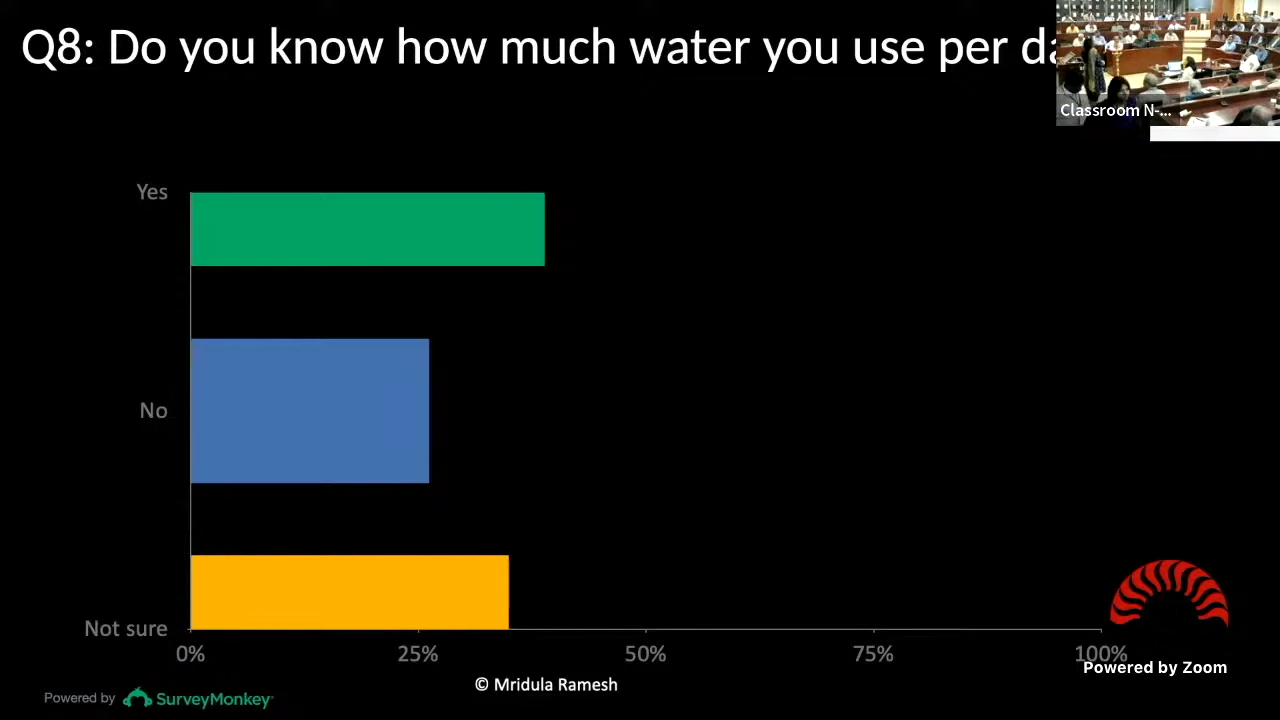 Q8: Do you know how much water you use per da
Classroom N-...
Yes
No
Not sure
0%
25%
50%
75%
100%
Powered by Zoom
© Mridula Ramesh
Powered by SurveyMonkey